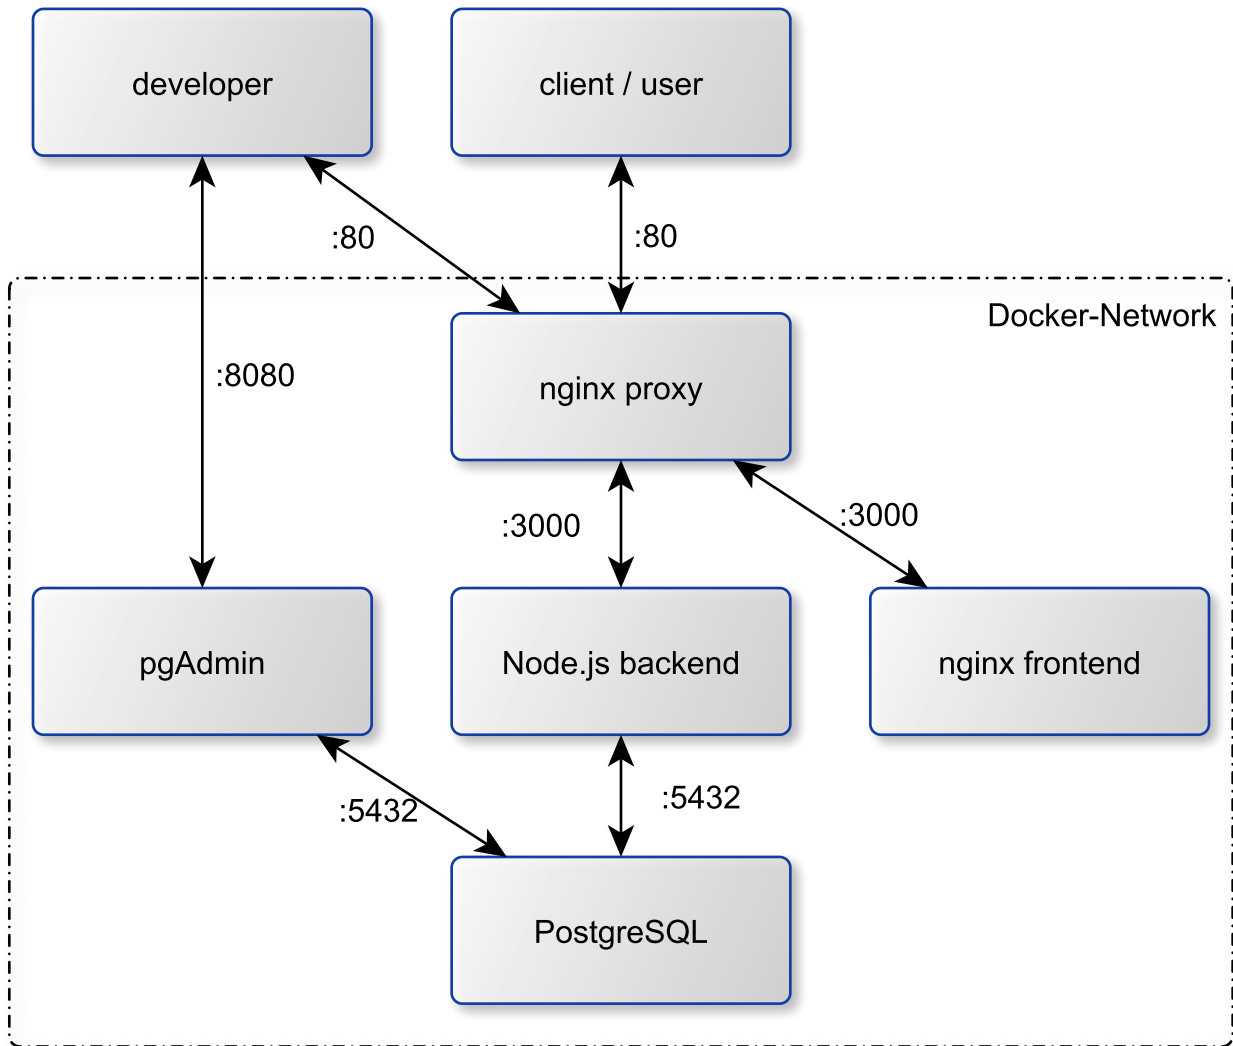 developer
client / user
:80
:80
Docker-Network
:8080
nginx proxy
:3000
:3000
pgAdmin
Node.js backend
nginx frontend
:5432
:5432
PostgreSQL